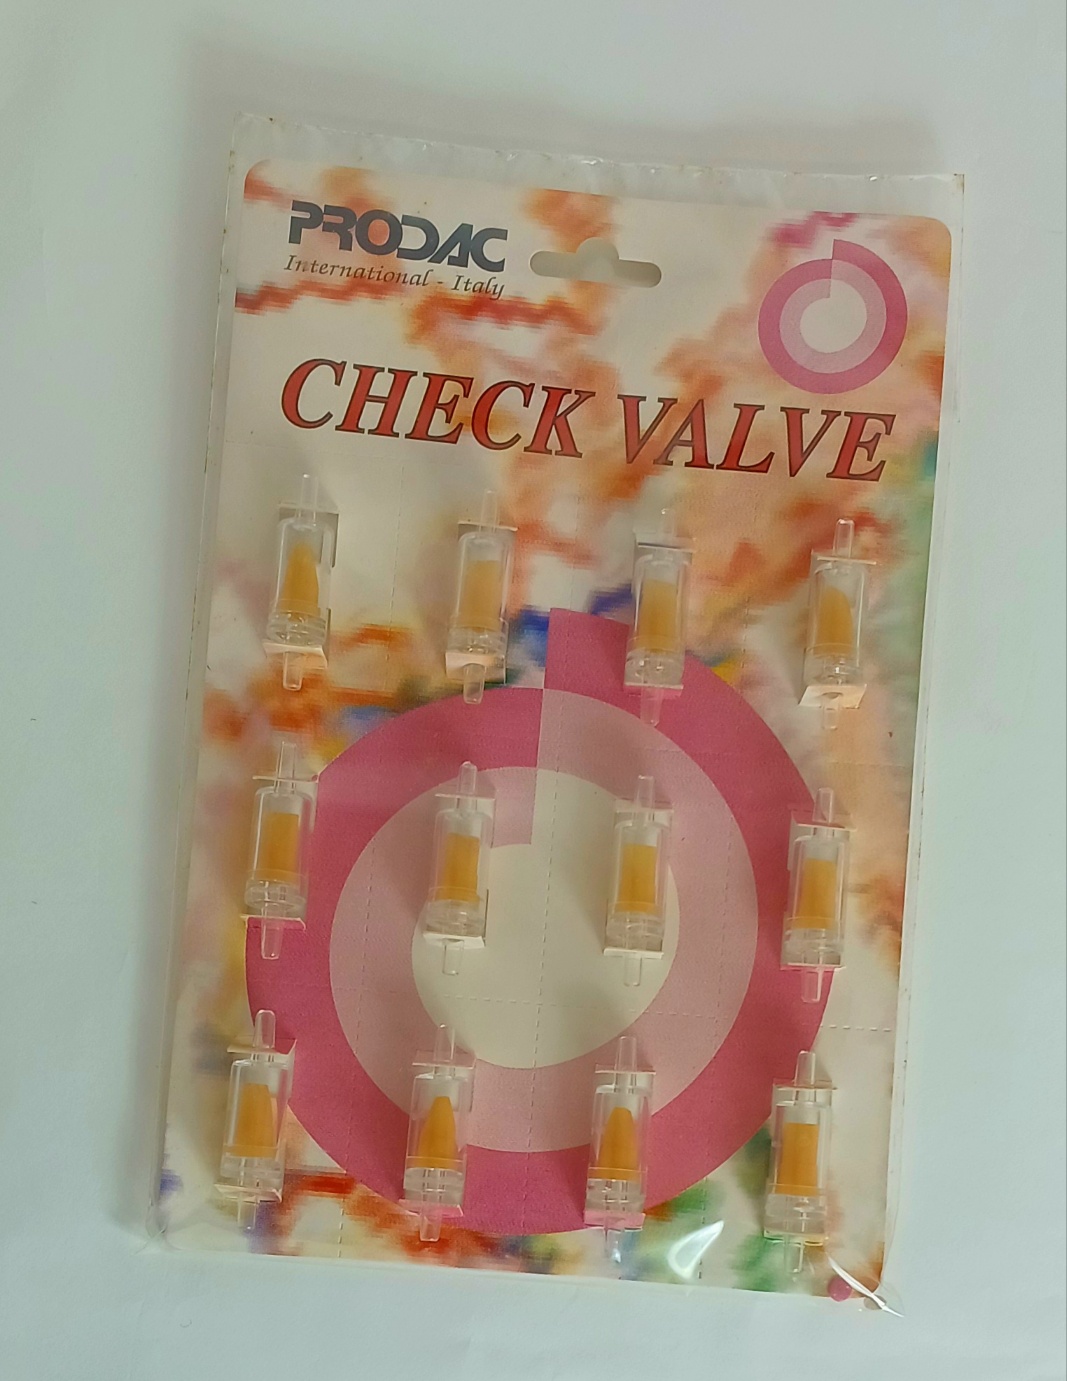 PRODAC
International - Italy
CHECK VALVE